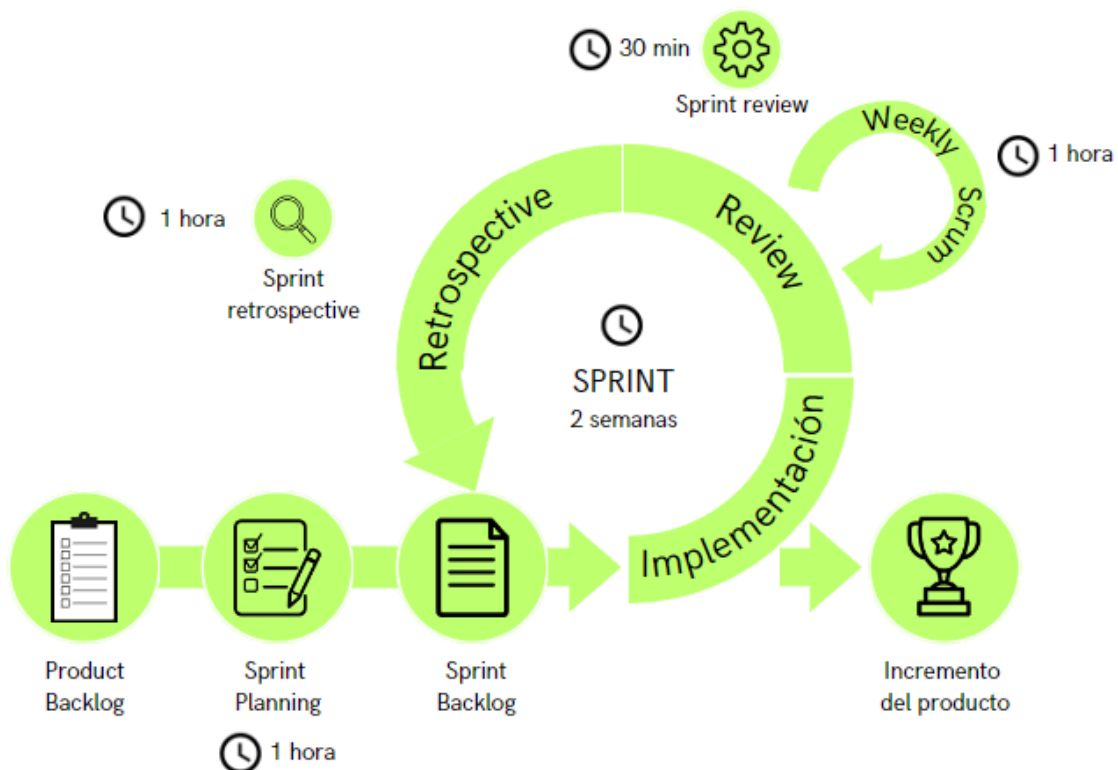 30 min
Sprint review
Weekly
Scrum
1 hora
1 hora
Sprint
retrospective
Retrospective
Review
SPRINT
2 semanas
Implementación
Product
Backlog
Sprint
Planning
1 hora
Sprint
Backlog
Incremento
del producto